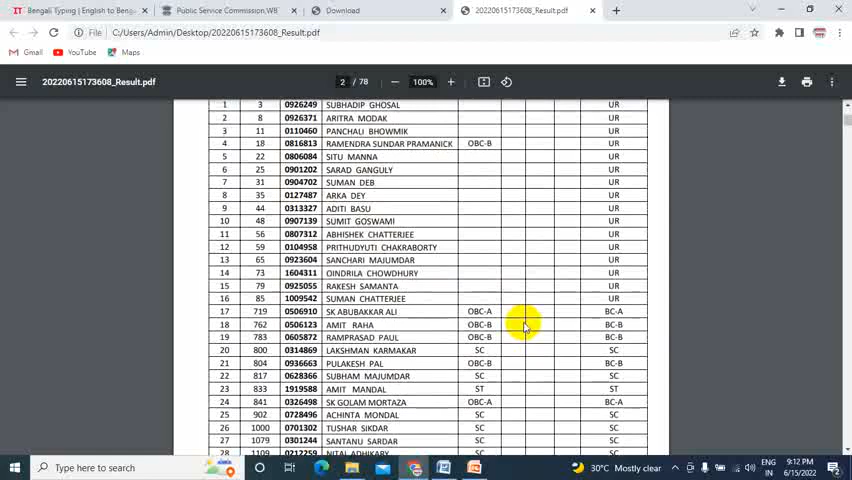 Bengali Typing | English to Beng
Public Service Commission,WB
Download
20220615173608_Result.pdf
File | C:/Users/Admin/Desktop/20220615173608_Result.pdf
Gmail YouTube Maps
20220615173608_Result.pdf 2 / 78 100%
1 3 0926249 SUBHADIP GHOSAL UR
2 8 0926371 ARITRA MODAK UR
3 11 0110460 PANCHALI BHOWMIK UR
4 18 0816813 RAMENDRA SUNDAR PRAMANICK OBC-B UR
5 22 0806084 SITU MANNA UR
6 25 0901202 SARAD GANGULY UR
7 31 0904702 SUMAN DEB UR
8 35 0127487 ARKA DEY UR
9 44 0313327 ADITI BASU UR
10 48 0907139 SUMIT GOSWAMI UR
11 56 0807312 ABHISHEK CHATTERJEE UR
12 59 0104958 PRITHUDYUTI CHAKRABORTY UR
13 65 0923604 SANCHARI MAJUMDAR UR
14 73 1604311 OINDRILA CHOWDHURY UR
15 79 0925055 RAKESH SAMANTA UR
16 85 1009542 SUMAN CHATTERJEE UR
17 719 0506910 SK ABUBAKKAR ALI OBC-A BC-A
18 762 0506123 AMIT RAHA OBC-B BC-B
19 783 0605872 RAMPRASAD PAUL OBC-B BC-B
20 800 0314869 LAKSHMAN KARMAKAR SC SC
21 804 0936663 PULAKESH PAL OBC-B BC-B
22 817 0628366 SUBHAM MAJUMDAR SC SC
23 833 1919588 AMIT MANDAL ST ST
24 841 0326498 SK GOLAM MORTAZA OBC-A BC-A
25 902 0728496 ACHINTA MONDAL SC SC
26 1000 0701302 TUSHAR SIKDAR SC SC
27 1079 0301244 SANTANU SARDAR SC SC
28 1109 0212259 NITAL ADHIKARY SC SC
Type here to search
30°C Mostly clear
ENG
IN
9:12 PM
6/15/2022
2